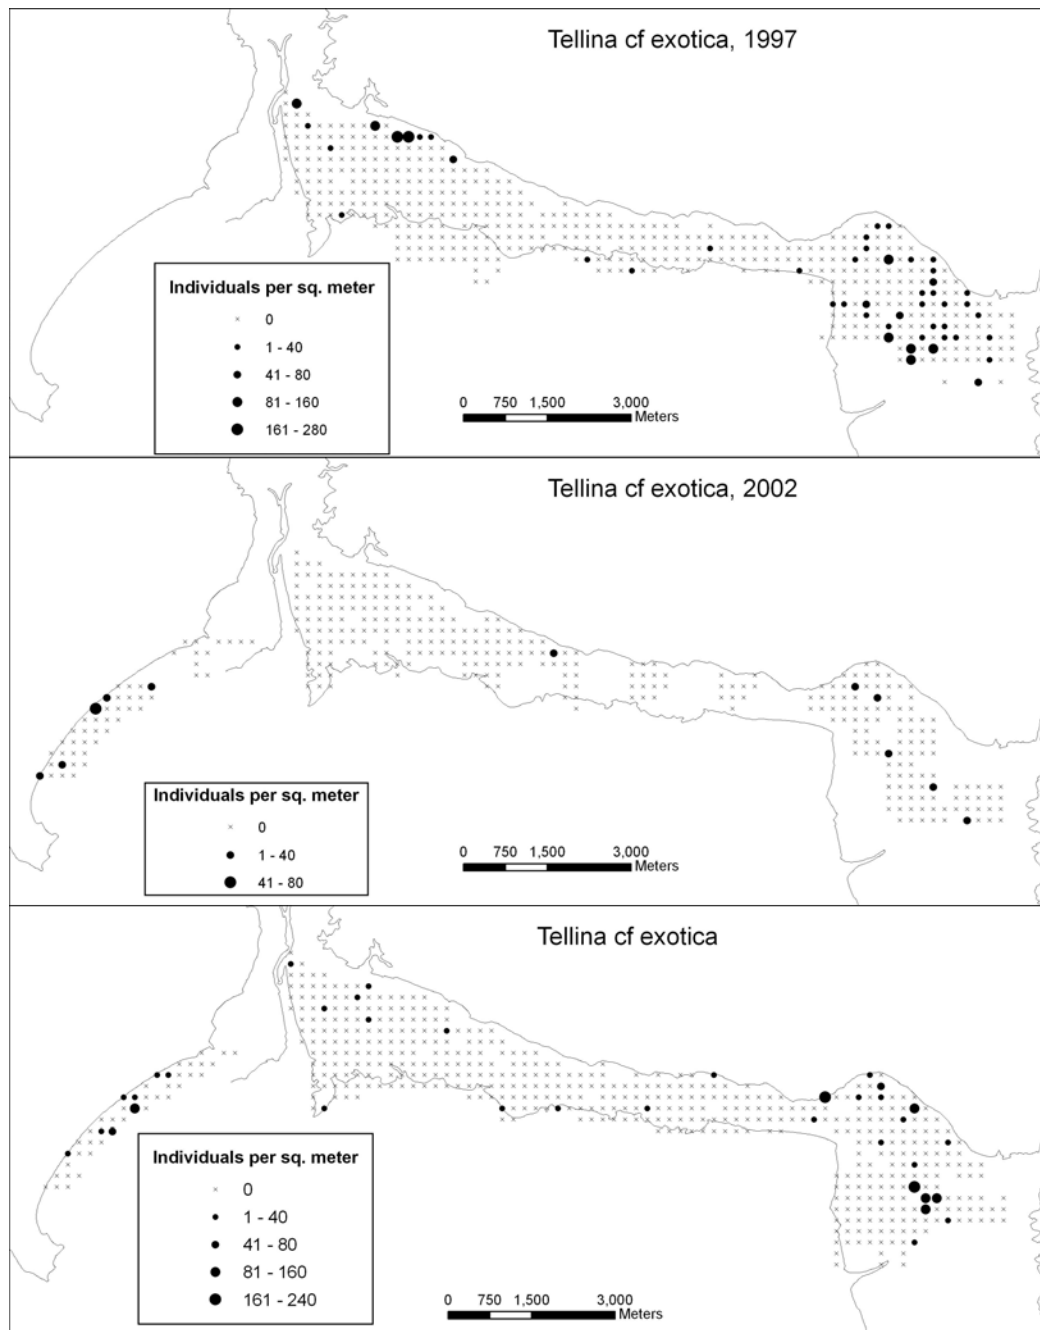 Tellina cf exotica, 1997
Individuals per sq. meter
0
1 - 40
41 - 80
81 - 160
161 - 280
0 750 1,500 3,000
Meters
Tellina cf exotica, 2002
Individuals per sq. meter
0
1 - 40
41 - 80
0 750 1,500 3,000
Meters
Tellina cf exotica
Individuals per sq. meter
0
1 - 40
41 - 80
81 - 160
161 - 240
0 750 1,500 3,000
Meters